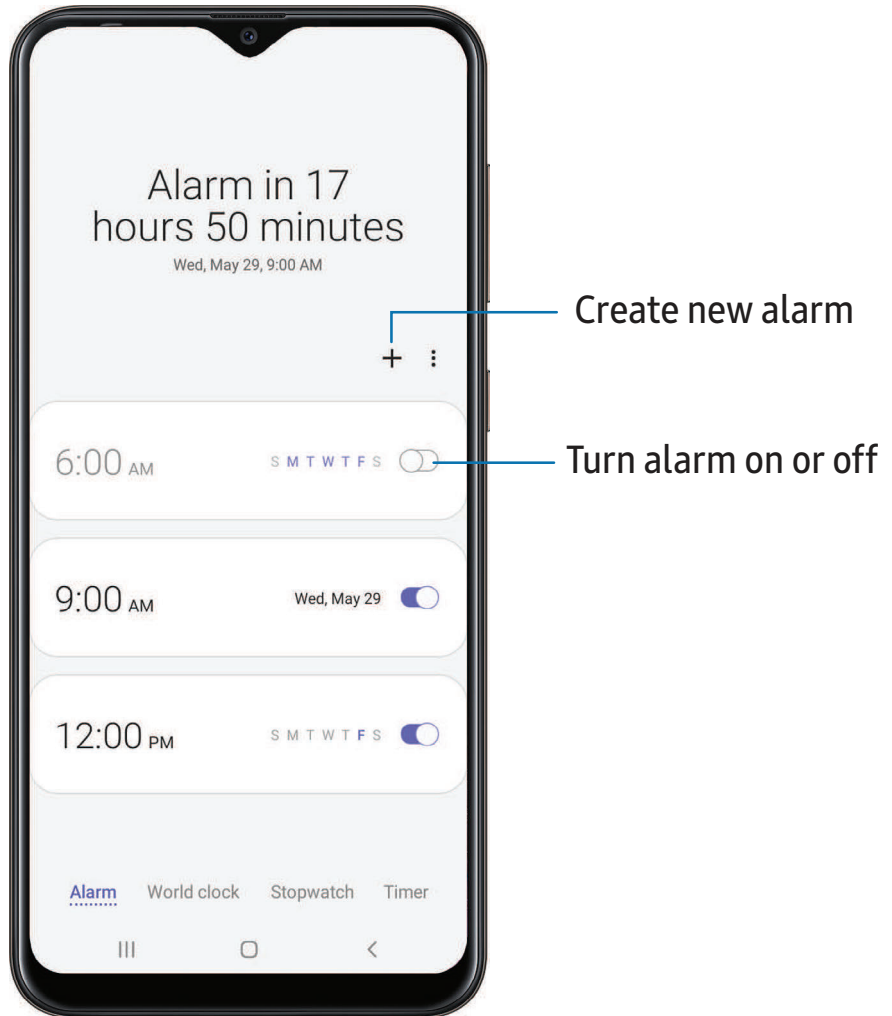 Alarm in 17
hours 50 minutes
Wed, May 29, 9:00 AM
Create new alarm
6:00 AM S M T W T F S
Turn alarm on or off
9:00 AM Wed, May 29
12:00 PM S M T W T F S
Alarm World clock Stopwatch Timer